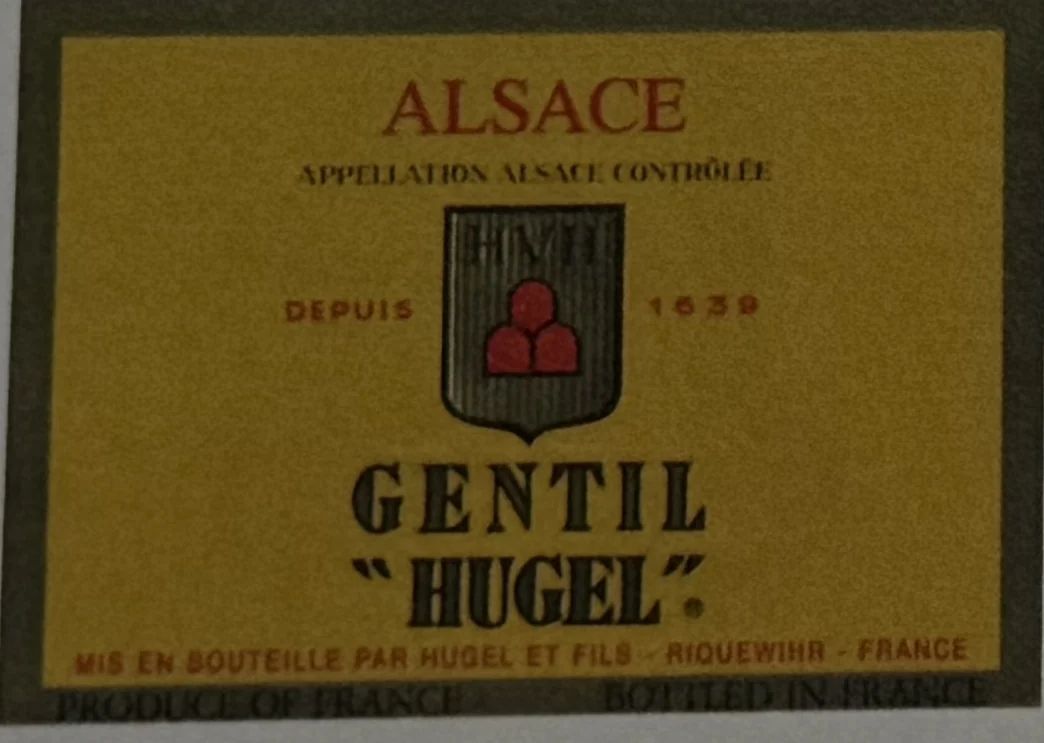 ALSACE
APPELLATION ALSACE CONTRÔLÉE
HVH
DEPUIS 1639
GENTIL
"HUGEL"®
MIS EN BOUTEILLE PAR HUGEL ET FILS - RIQUEWIHR - FRANCE
PRODUCE OF FRANCE BOTTLED IN FRANCE